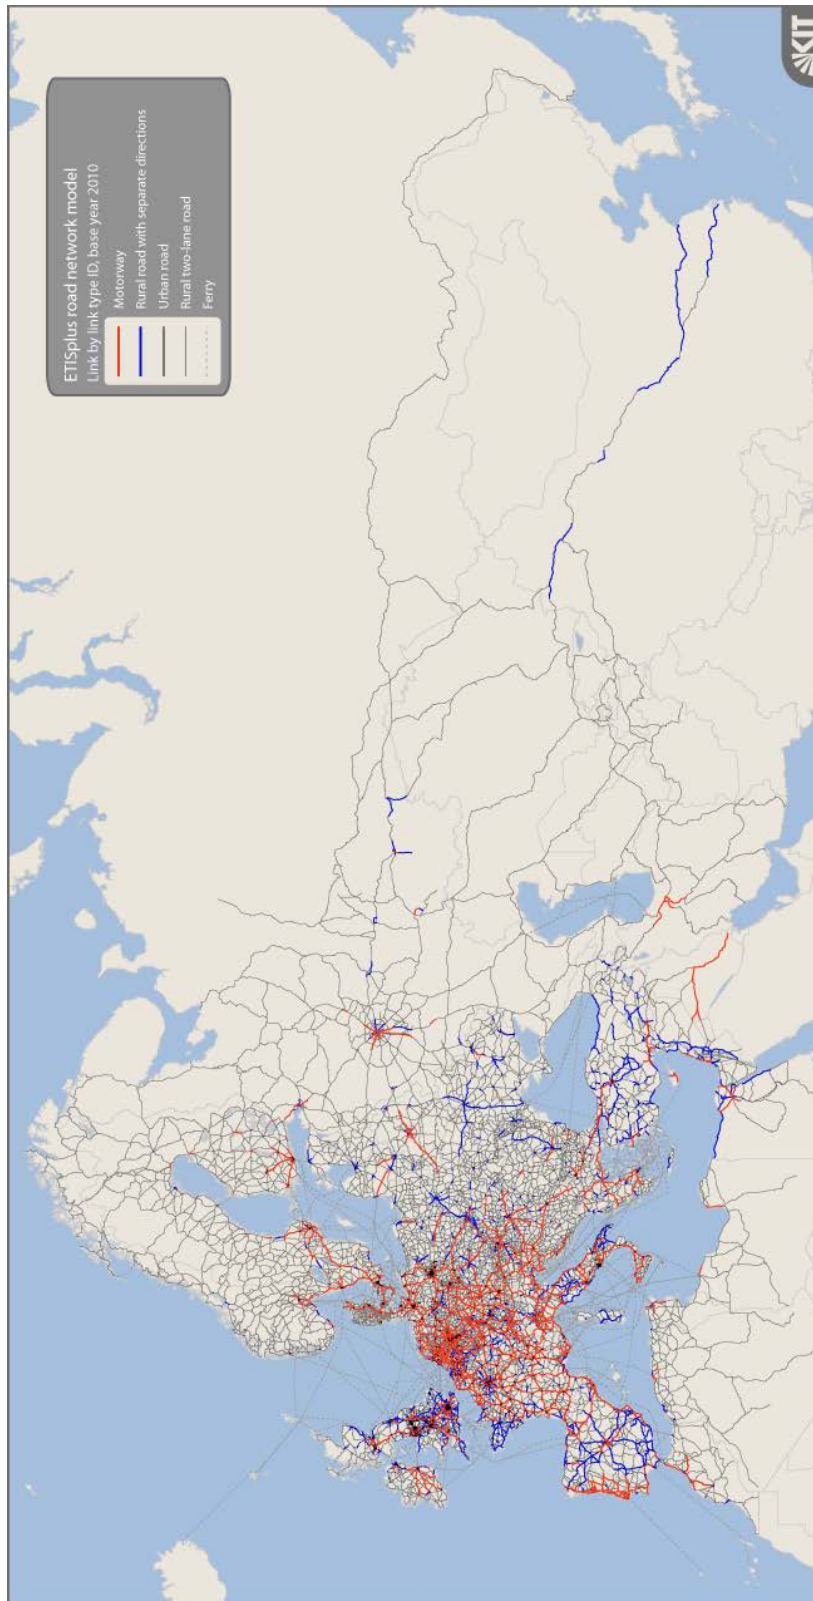 ETISplus road network model
Link by link type ID, base year 2010
Motorway
Rural road with separate directions
Urban road
Rural two-lane road
Ferry
KIT